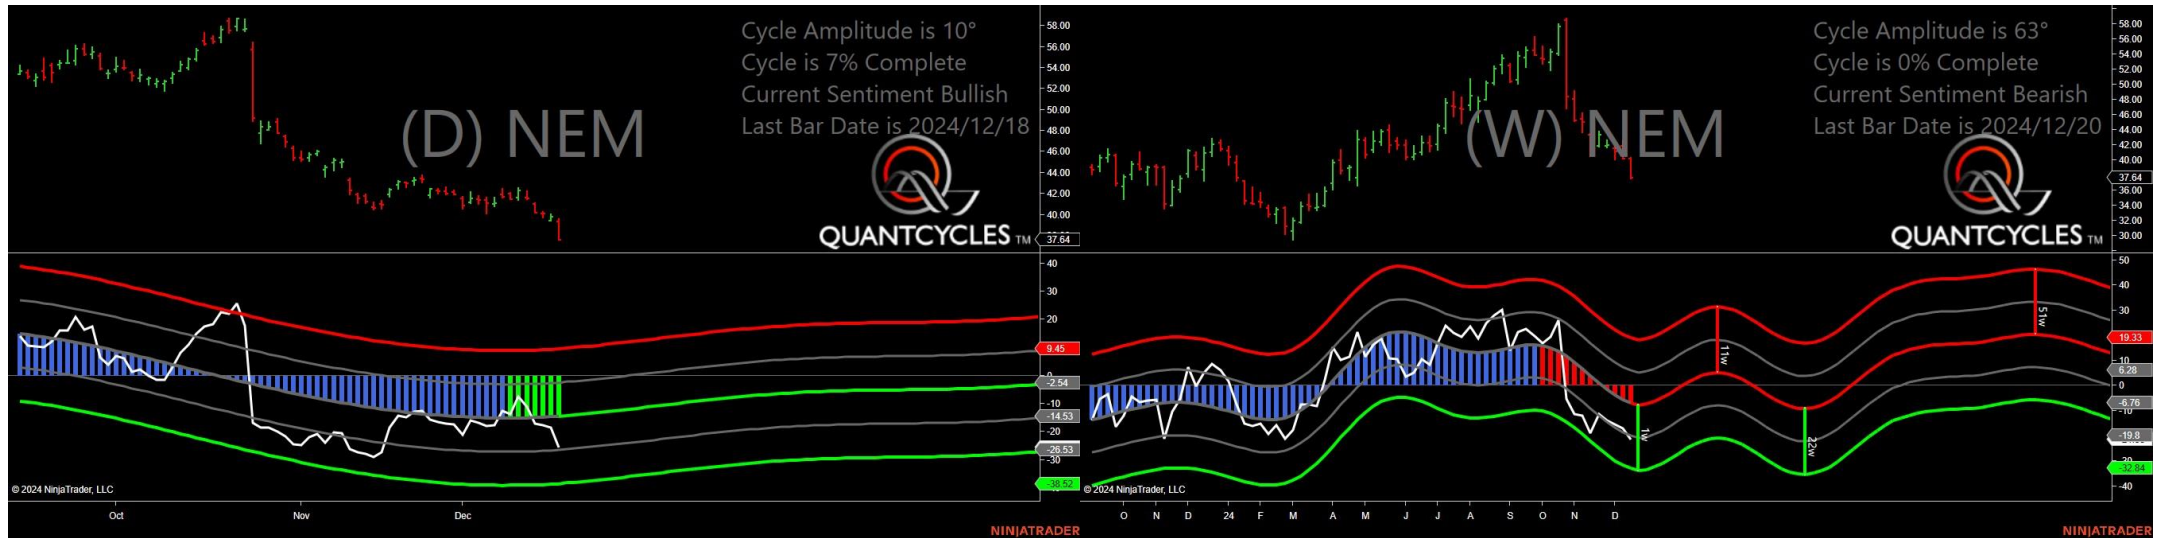 Cycle Amplitude is 10°
Cycle is 7% Complete
Current Sentiment Bullish
Last Bar Date is 2024/12/18
(D) NEM
QUANTCYCLES TM
58.00
56.00
54.00
52.00
50.00
48.00
46.00
44.00
42.00
40.00
37.64
40
30
20
9.45
0
-2.54
-10
-14.53
-20
-26.53
-30
-38.52
© 2024 NinjaTrader, LLC
Oct Nov Dec
NINJATRADER
Cycle Amplitude is 63°
Cycle is 0% Complete
Current Sentiment Bearish
Last Bar Date is 2024/12/20
(W) NEM
QUANTCYCLES TM
58.00
56.00
54.00
52.00
50.00
48.00
46.00
44.00
42.00
40.00
37.64
36.00
34.00
32.00
30.00
50
40
30
19.33
10
6.28
0
-6.76
-10
-19.8
-32.84
-40
1w
11w
22w
51w
© 2024 NinjaTrader, LLC
O N D 24 F M A M J J A S O N D
NINJATRADER